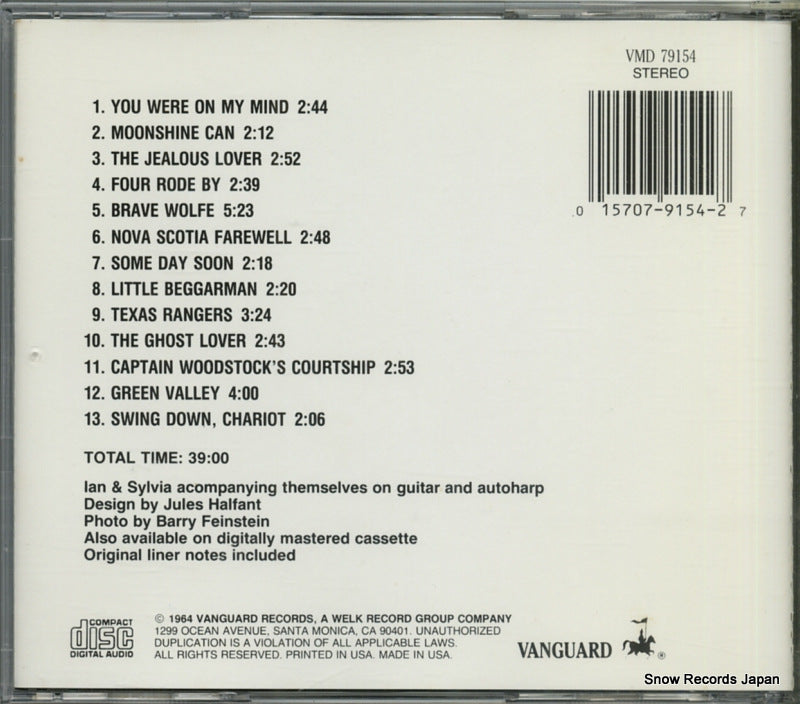 VMD 79154
STEREO
0 15707-9154-2 7
1. YOU WERE ON MY MIND 2:44
2. MOONSHINE CAN 2:12
3. THE JEALOUS LOVER 2:52
4. FOUR RODE BY 2:39
5. BRAVE WOLFE 5:23
6. NOVA SCOTIA FAREWELL 2:48
7. SOME DAY SOON 2:18
8. LITTLE BEGGARMAN 2:20
9. TEXAS RANGERS 3:24
10. THE GHOST LOVER 2:43
11. CAPTAIN WOODSTOCK'S COURTSHIP 2:53
12. GREEN VALLEY 4:00
13. SWING DOWN, CHARIOT 2:06
TOTAL TIME: 39:00
Ian & Sylvia acompanying themselves on guitar and autoharp
Design by Jules Halfant
Photo by Barry Feinstein
Also available on digitally mastered cassette
Original liner notes included
COMPACT
disc
DIGITAL AUDIO
© 1964 VANGUARD RECORDS, A WELK RECORD GROUP COMPANY
1299 OCEAN AVENUE, SANTA MONICA, CA 90401. UNAUTHORIZED
DUPLICATION IS A VIOLATION OF ALL APPLICABLE LAWS.
ALL RIGHTS RESERVED. PRINTED IN USA. MADE IN USA.
VANGUARD ®
Snow Records Japan